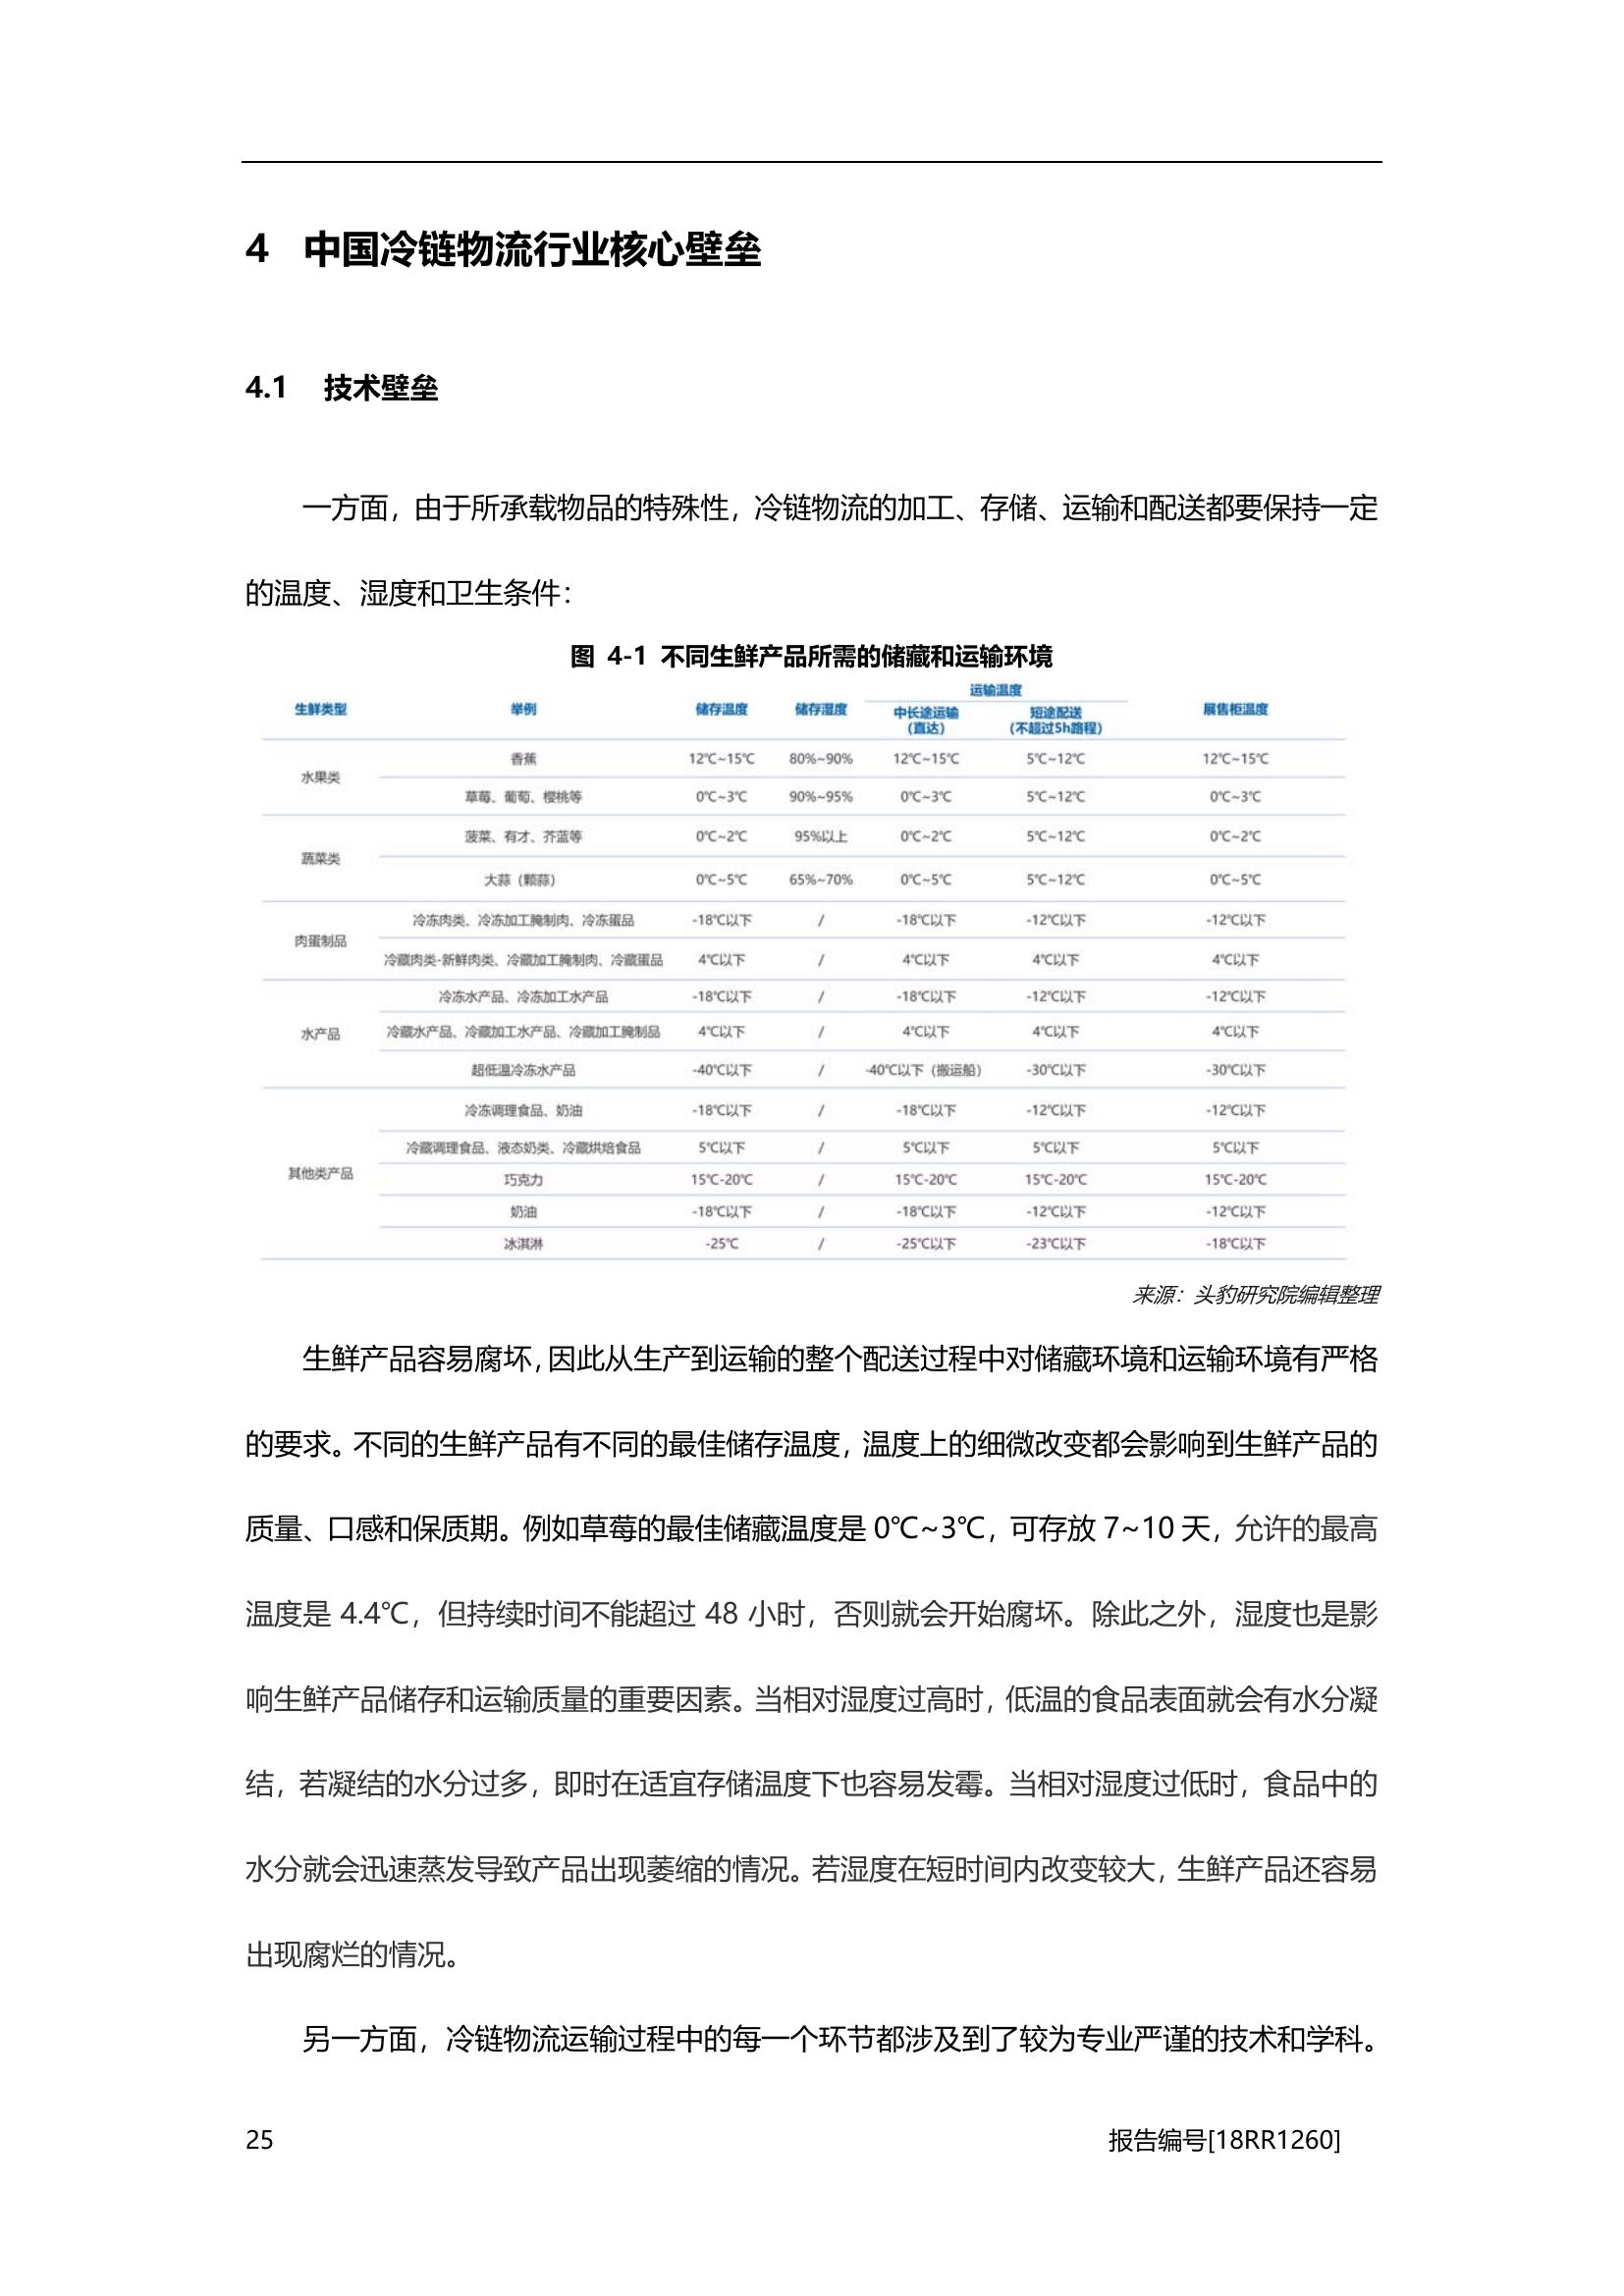 4 中国冷链物流行业核心壁垒
4.1 技术壁垒
一方面，由于所承载物品的特殊性，冷链物流的加工、存储、运输和配送都要保持一定
的温度、湿度和卫生条件：
图 4-1 不同生鲜产品所需的储藏和运输环境
运输温度
生鲜类型 举例 储存温度 储存湿度 中长途运输（直达） 短途配送（不超过5h路程） 展售柜温度
水果类 香蕉 12℃~15℃ 80%~90% 12℃~15℃ 5℃~12℃ 12℃~15℃
草莓、葡萄、樱桃等 0℃~3℃ 90%~95% 0℃~3℃ 5℃~12℃ 0℃~3℃
蔬菜类 菠菜、有才、芥蓝等 0℃~2℃ 95%以上 0℃~2℃ 5℃~12℃ 0℃~2℃
大蒜（颗蒜） 0℃~5℃ 65%~70% 0℃~5℃ 5℃~12℃ 0℃~5℃
肉蛋制品 冷冻肉类、冷冻加工腌制肉、冷冻蛋品 -18℃以下 / -18℃以下 -12℃以下 -12℃以下
冷藏肉类-新鲜肉类、冷藏加工腌制肉、冷藏蛋品 4℃以下 / 4℃以下 4℃以下 4℃以下
水产品 冷冻水产品、冷冻加工水产品 -18℃以下 / -18℃以下 -12℃以下 -12℃以下
冷藏水产品、冷藏加工水产品、冷藏加工腌制品 4℃以下 / 4℃以下 4℃以下 4℃以下
超低温冷冻水产品 -40℃以下 / -40℃以下（搬运船） -30℃以下 -30℃以下
其他类产品 冷冻调理食品、奶油 -18℃以下 / -18℃以下 -12℃以下 -12℃以下
冷藏调理食品、液态奶类、冷藏烘焙食品 5℃以下 / 5℃以下 5℃以下 5℃以下
巧克力 15℃-20℃ / 15℃-20℃ 15℃-20℃ 15℃-20℃
奶油 -18℃以下 / -18℃以下 -12℃以下 -12℃以下
冰淇淋 -25℃ / -25℃以下 -23℃以下 -18℃以下
来源：头豹研究院编辑整理
生鲜产品容易腐坏，因此从生产到运输的整个配送过程中对储藏环境和运输环境有严格
的要求。不同的生鲜产品有不同的最佳储存温度，温度上的细微改变都会影响到生鲜产品的
质量、口感和保质期。例如草莓的最佳储藏温度是 0℃~3℃，可存放 7~10 天，允许的最高
温度是 4.4℃，但持续时间不能超过 48 小时，否则就会开始腐坏。除此之外，湿度也是影
响生鲜产品储存和运输质量的重要因素。当相对湿度过高时，低温的食品表面就会有水分凝
结，若凝结的水分过多，即时在适宜存储温度下也容易发霉。当相对湿度过低时，食品中的
水分就会迅速蒸发导致产品出现萎缩的情况。若湿度在短时间内改变较大，生鲜产品还容易
出现腐烂的情况。
另一方面，冷链物流运输过程中的每一个环节都涉及到了较为专业严谨的技术和学科。
25 报告编号[18RR1260]